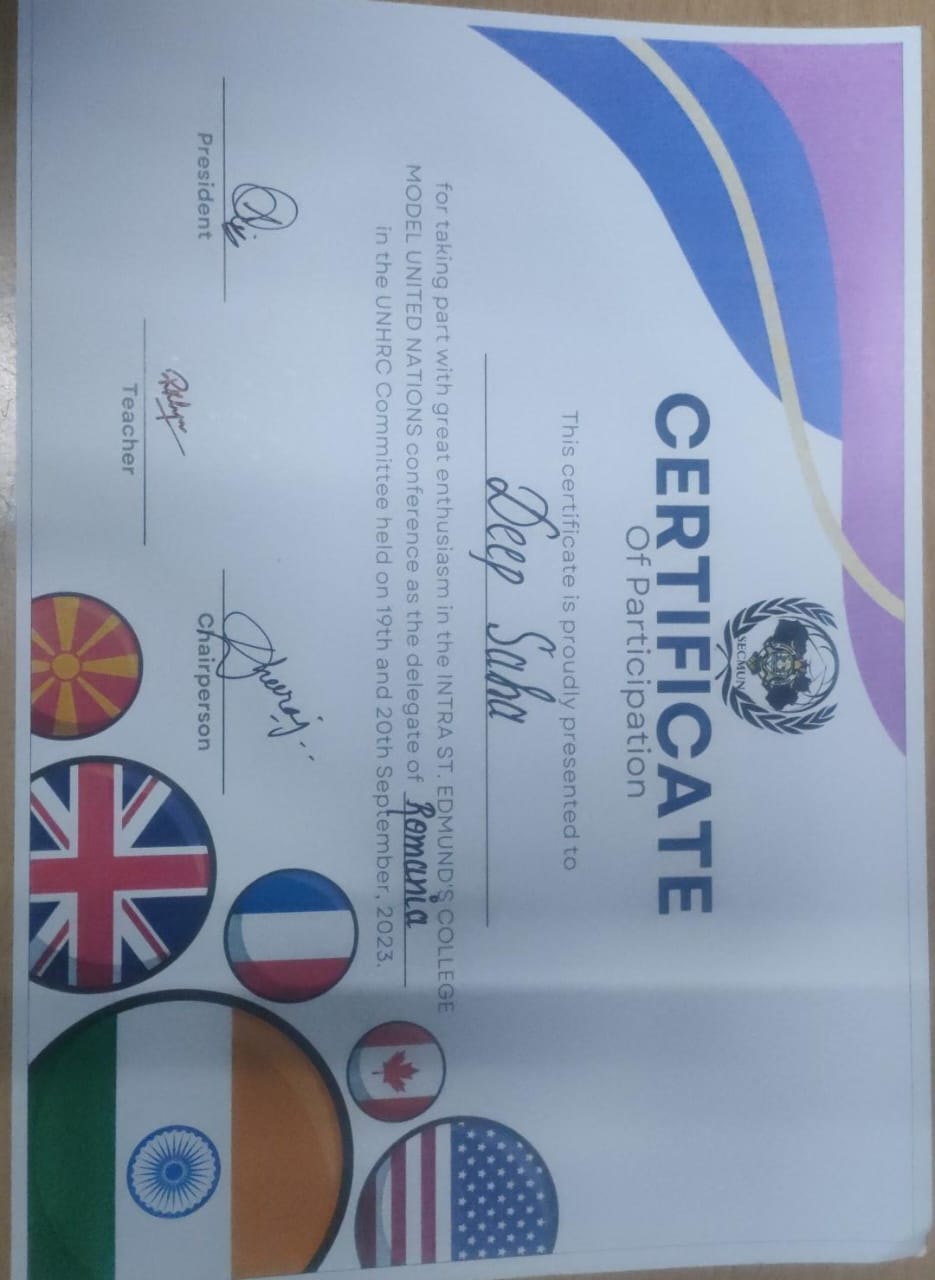 SECMUN
CERTIFICATE
Of Participation
This certificate is proudly presented to
Deep Saha
for taking part with great enthusiasm in the INTRA ST. EDMUND'S COLLEGE
MODEL UNITED NATIONS conference as the delegate of Romania
in the UNHRC Committee held on 19th and 20th September, 2023.
Dheeraj
President
Chairperson
Teacher